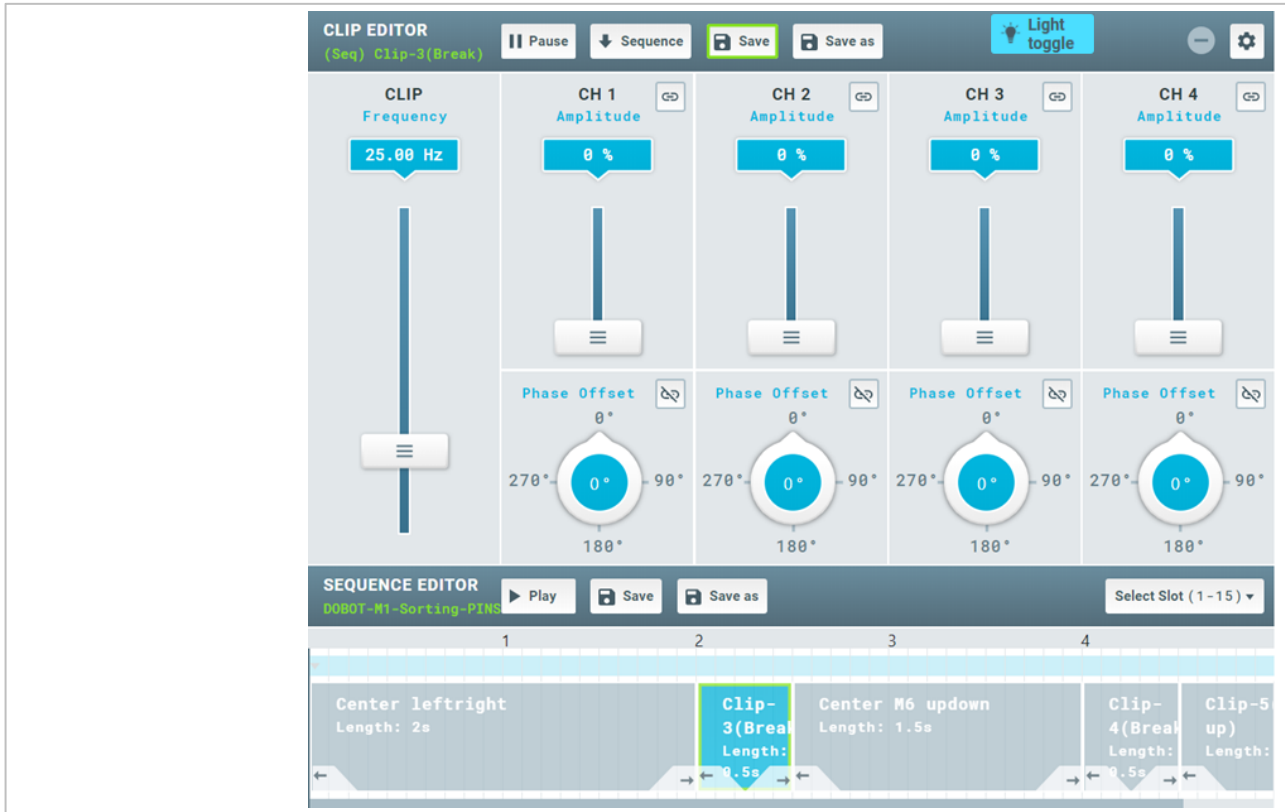 CLIP EDITOR
(Seq) Clip-3(Break)
Pause
Sequence
Save
Save as
Light
toggle
CLIP
Frequency
25.00 Hz
CH 1
Amplitude
0 %
CH 2
Amplitude
0 %
CH 3
Amplitude
0 %
CH 4
Amplitude
0 %
Phase Offset
0°
270°
0°
90°
180°
Phase Offset
0°
270°
0°
90°
180°
Phase Offset
0°
270°
0°
90°
180°
Phase Offset
0°
270°
0°
90°
180°
SEQUENCE EDITOR
DOBOT-M1-Sorting-PINS
Play
Save
Save as
Select Slot (1-15)
1 2 3 4
Center leftright
Length: 2s
Clip-
3(Brea
Length:
0.5s
Center M6 updown
Length: 1.5s
Clip-
4(Brea
Length:
0.5s
Clip-5
up)
Length: